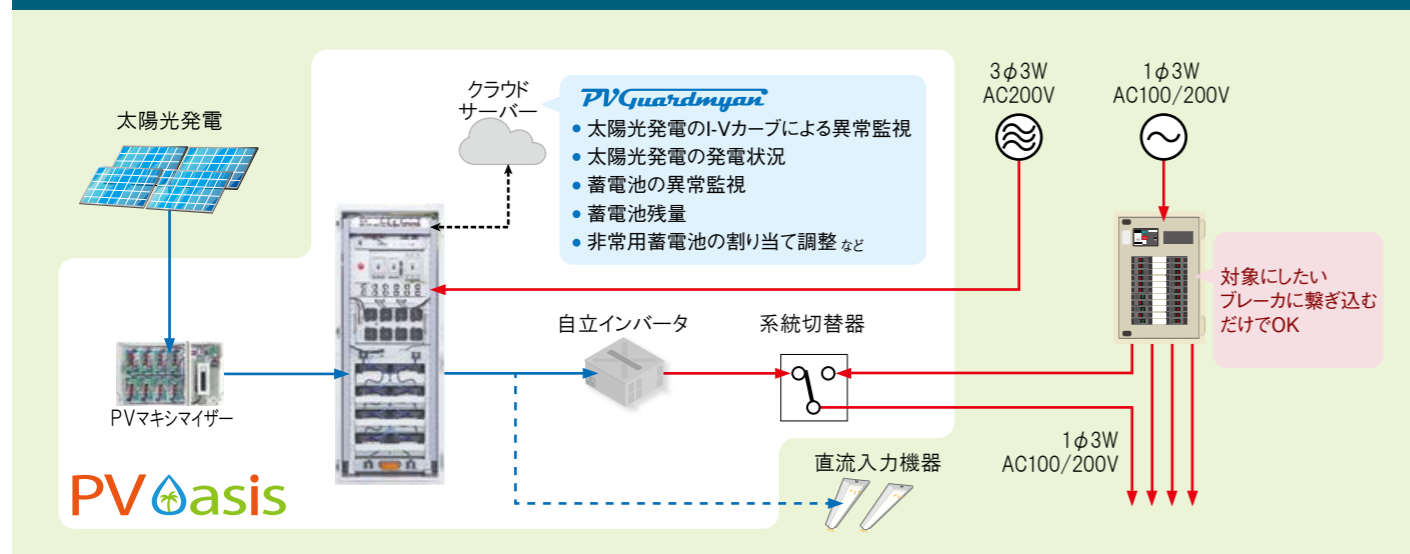 太陽光発電
クラウド
サーバー
PVGuardmyan
● 太陽光発電のI-Vカーブによる異常監視
● 太陽光発電の発電状況
● 蓄電池の異常監視
● 蓄電池残量
● 非常用蓄電池の割り当て調整 など
3φ3W
AC200V
1φ3W
AC100/200V
対象にしたい
ブレーカに繋ぎ込む
だけでOK
自立インバータ
系統切替器
PVマキシマイザー
1φ3W
AC100/200V
直流入力機器
PV Oasis